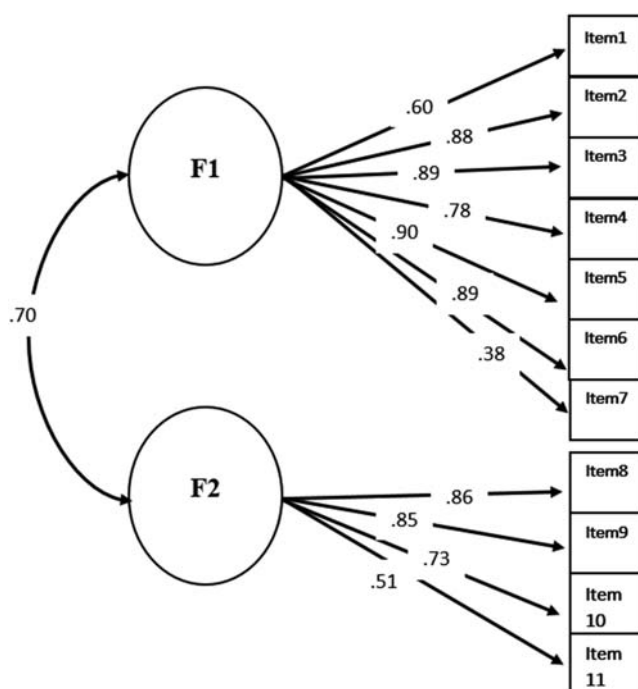 Item1
.60
Item2
.88
F1
.89
Item3
.78
Item4
.90
Item5
.89
.70
Item6
.38
Item7
F2
.86
Item8
.85
Item9
.73
.51
Item
10
Item
11